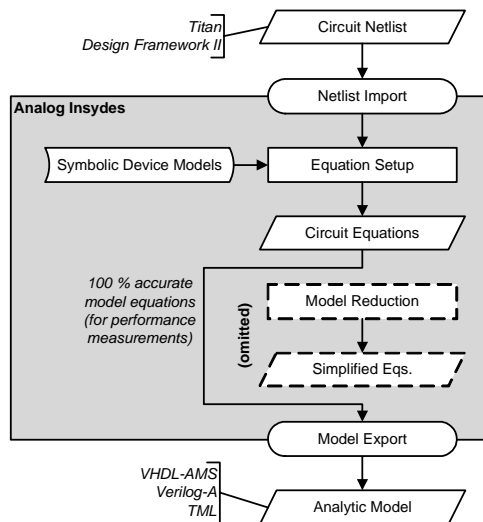 Titan
Design Framework II
Circuit Netlist
Netlist Import
Analog Insydes
Symbolic Device Models
Equation Setup
Circuit Equations
100 % accurate
model equations
(for performance
measurements)
(omitted)
Model Reduction
Simplified Eqs.
Model Export
VHDL-AMS
Verilog-A
TML
Analytic Model